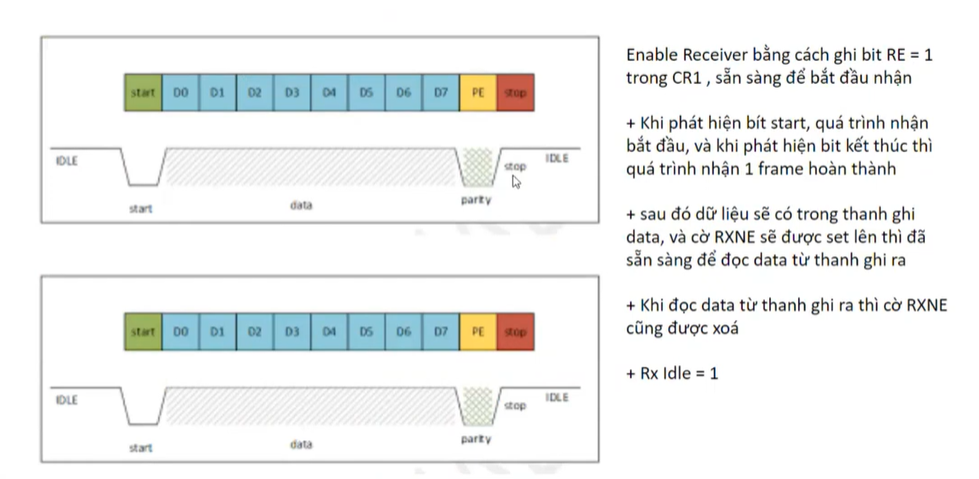 start D0 D1 D2 D3 D4 D5 D6 D7 PE stop
IDLE
stop
IDLE
start
data
parity
start D0 D1 D2 D3 D4 D5 D6 D7 PE stop
IDLE
stop
IDLE
start
data
parity
Enable Receiver bằng cách ghi bit RE = 1
trong CR1 , sẵn sàng để bắt đầu nhận
+ Khi phát hiện bít start, quá trình nhận
bắt đầu, và khi phát hiện bit kết thúc thì
quá trình nhận 1 frame hoàn thành
+ sau đó dữ liệu sẽ có trong thanh ghi
data, và cờ RXNE sẽ được set lên thì đã
sẵn sàng để đọc data từ thanh ghi ra
+ Khi đọc data từ thanh ghi ra thì cờ RXNE
cũng được xoá
+ Rx Idle = 1